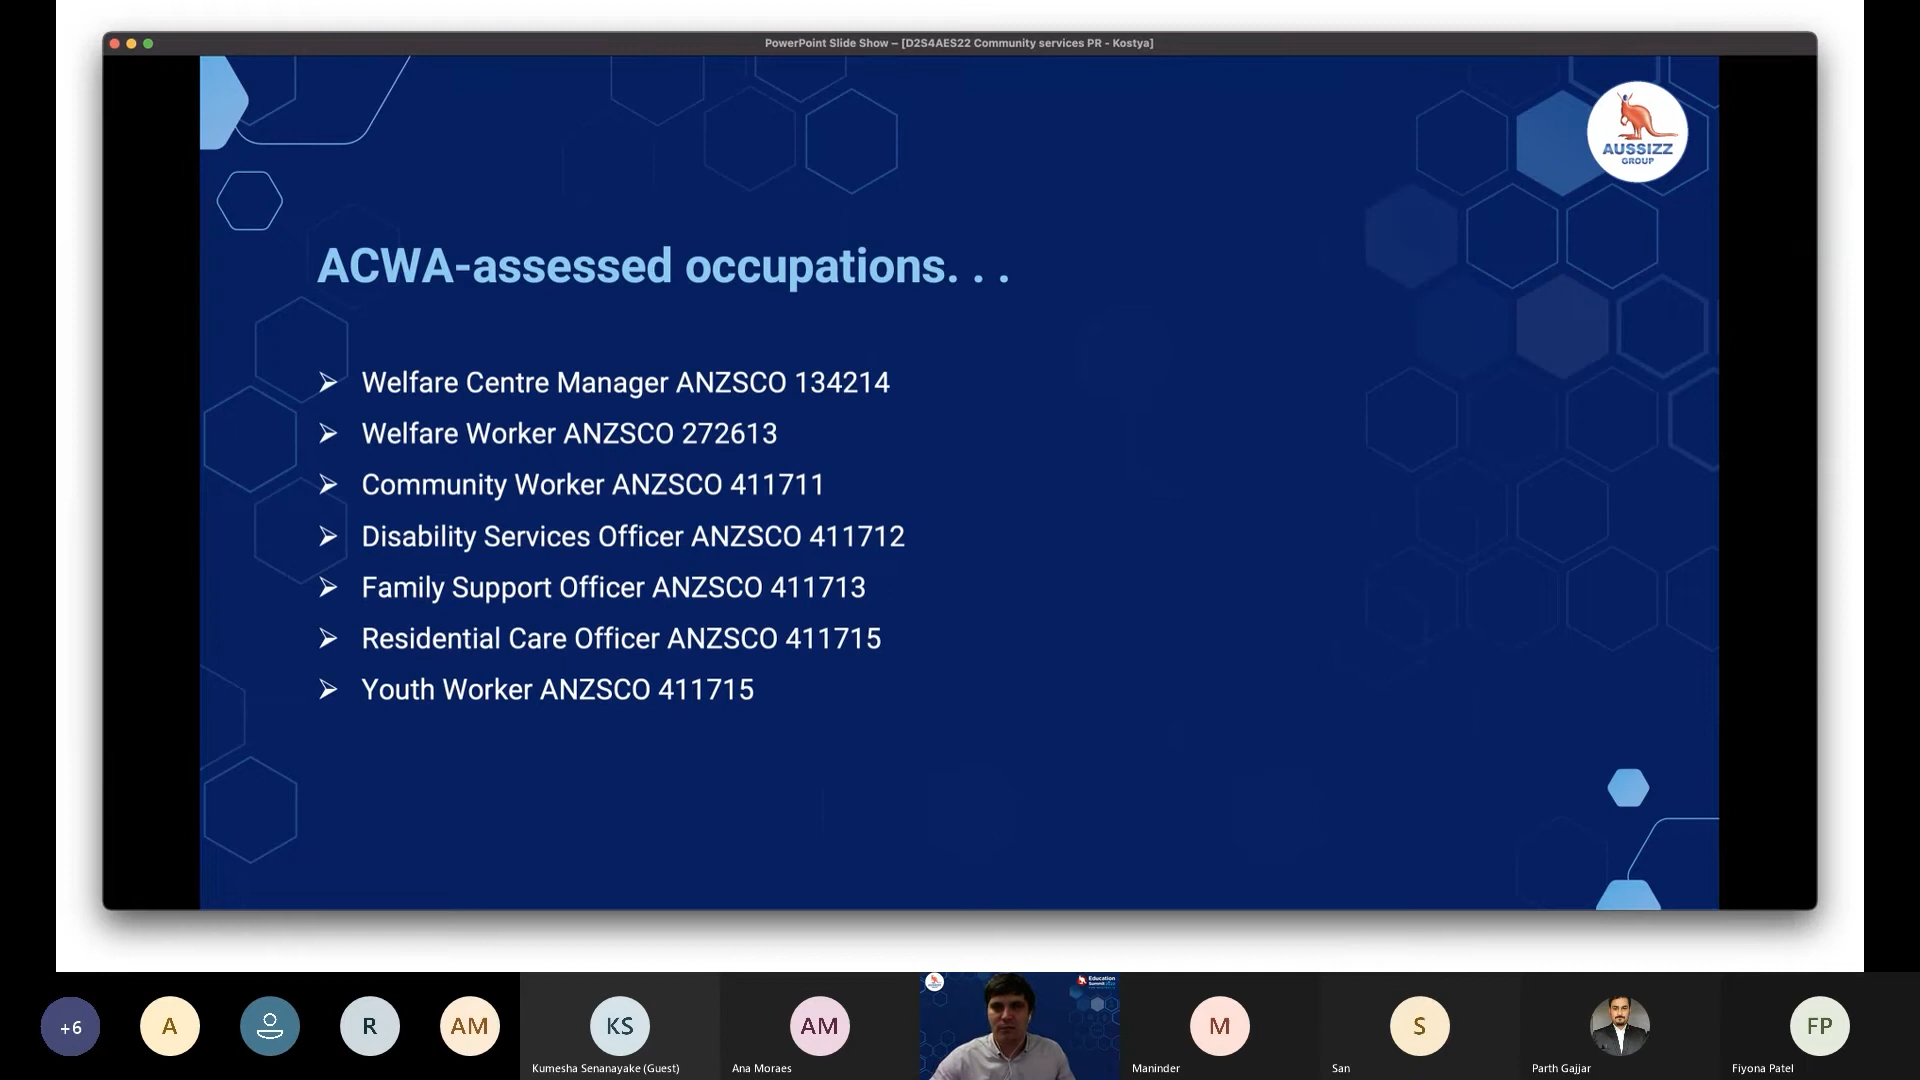 PowerPoint Slide Show – [D2S4AES22 Community services PR - Kostya]
AUSSIZZ
GROUP
ACWA-assessed occupations. . .
Welfare Centre Manager ANZSCO 134214
Welfare Worker ANZSCO 272613
Community Worker ANZSCO 411711
Disability Services Officer ANZSCO 411712
Family Support Officer ANZSCO 411713
Residential Care Officer ANZSCO 411715
Youth Worker ANZSCO 411715
+6
A
R
AM
KS
AM
Education
M
S
FP
Kumesha Senanayake (Guest)
Ana Moraes
Maninder
San
Parth Gajjar
Fiyona Patel